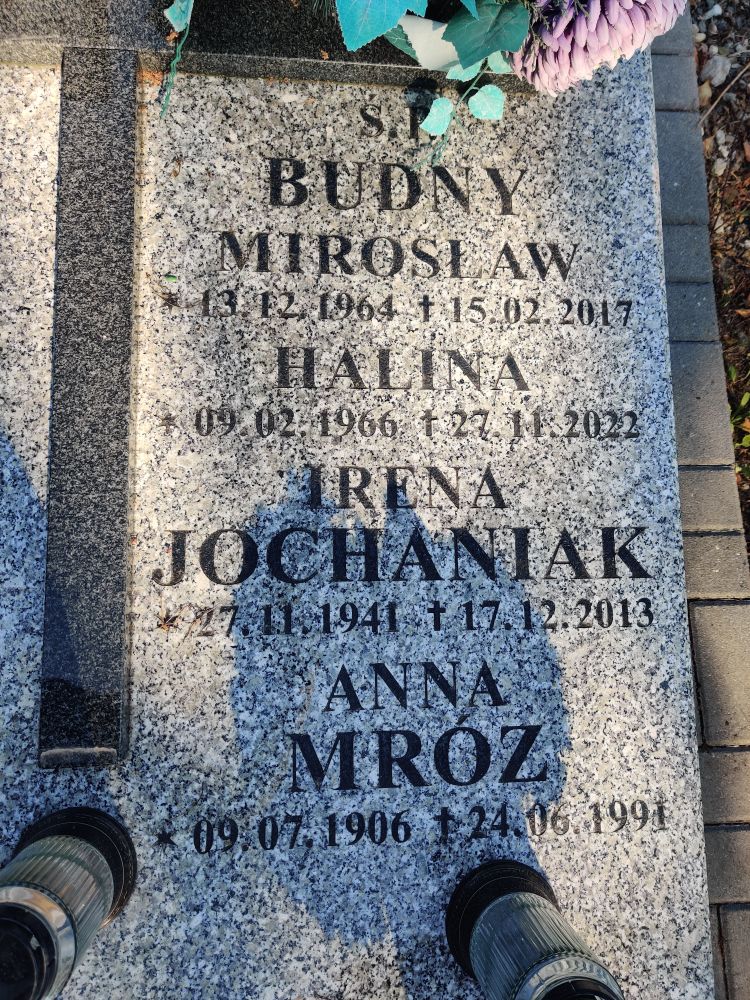 Ś.P.
BUDNY
MIROSŁAW
* 13.12.1964 † 15.02.2017
HALINA
* 09.02.1966 † 27.11.2022
IRENA
JOCHANIAK
* 27.11.1941 † 17.12.2013
ANNA
MRÓZ
* 09.07.1906 † 24.06.1991